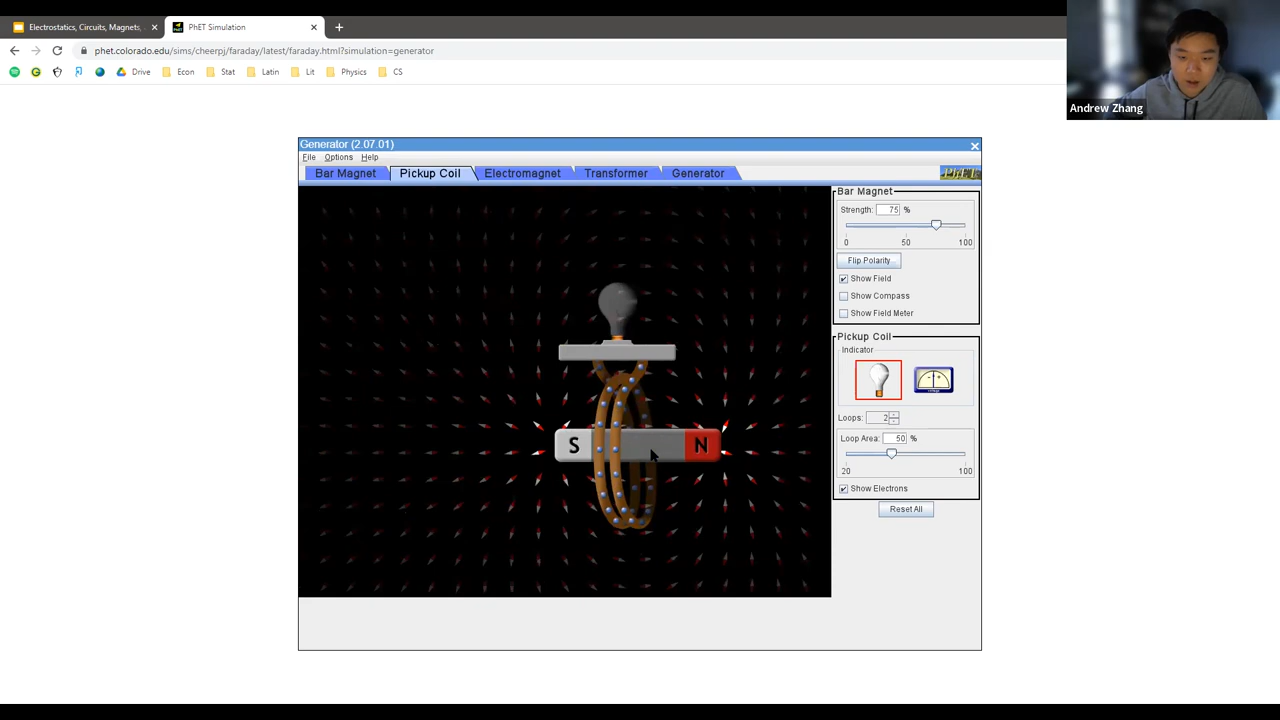 Electrostatics, Circuits, Magnets,
PhET Simulation
phet.colorado.edu/sims/cheerpj/faraday/latest/faraday.html?simulation=generator
Drive Econ Stat Latin Lit Physics CS
Andrew Zhang
Generator (2.07.01)
File Options Help
Bar Magnet Pickup Coil Electromagnet Transformer Generator
PhET
Bar Magnet
Strength: 75 %
0 50 100
Flip Polarity
Show Field
Show Compass
Show Field Meter
Pickup Coil
Indicator
Loops: 2
Loop Area: 50 %
20 100
Show Electrons
Reset All
S N